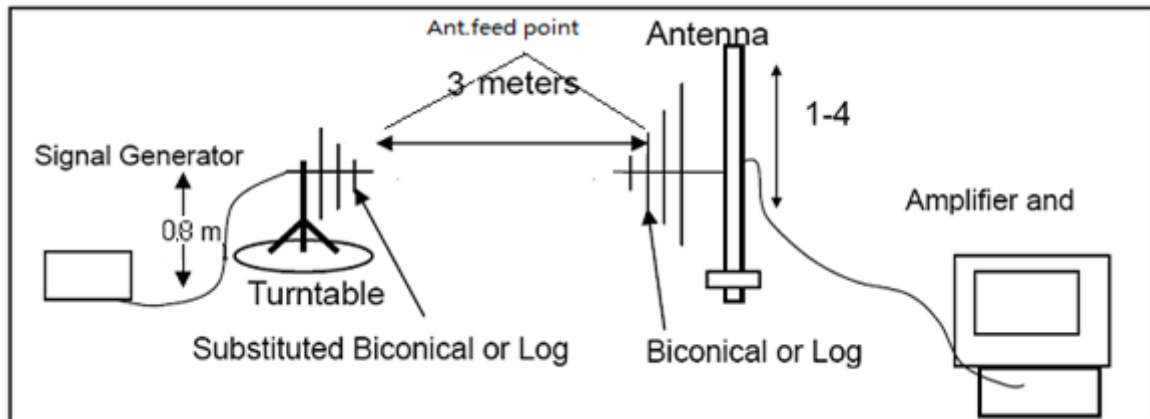 Ant.feed point
Antenna
3 meters
1-4
Signal Generator
Amplifier and
0.8 m
Turntable
Substituted Biconical or Log
Biconical or Log